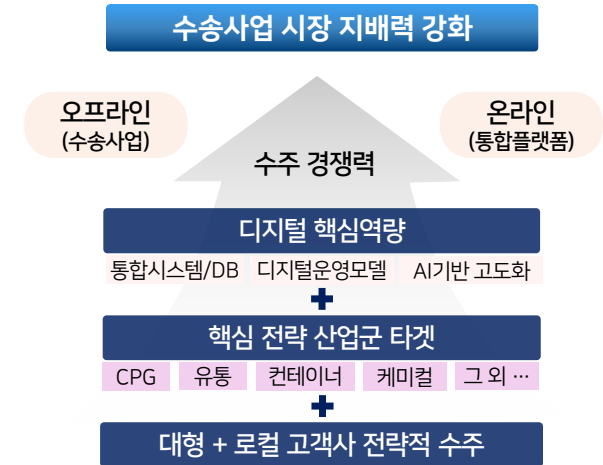 수송사업 시장 지배력 강화
오프라인
(수송사업)
온라인
(통합플랫폼)
수주 경쟁력
디지털 핵심역량
통합시스템/DB 디지털운영모델 AI기반 고도화
+
핵심 전략 산업군 타겟
CPG 유통 컨테이너 케미컬 그 외 …
+
대형 + 로컬 고객사 전략적 수주